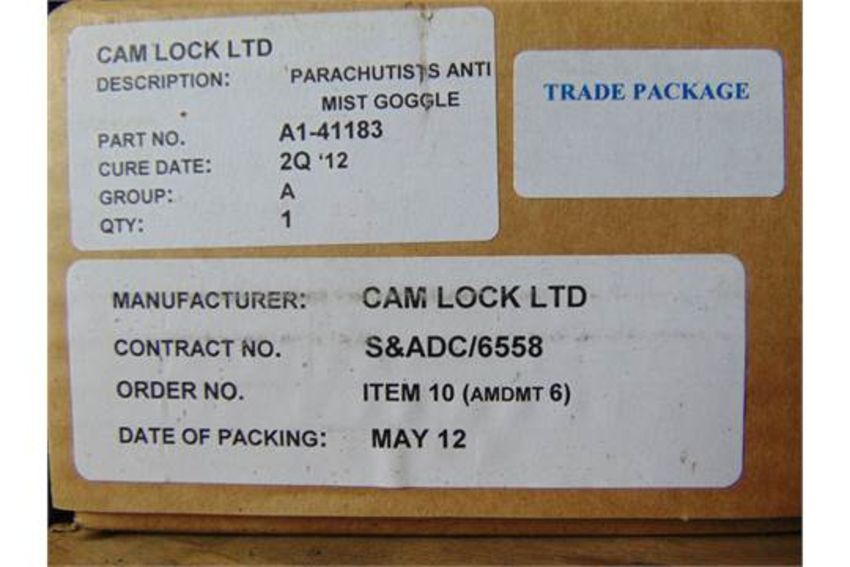 CAM LOCK LTD
DESCRIPTION: PARACHUTISTS ANTI
MIST GOGGLE
PART NO. A1-41183
CURE DATE: 2Q '12
GROUP: A
QTY: 1
TRADE PACKAGE
MANUFACTURER: CAM LOCK LTD
CONTRACT NO. S&ADC/6558
ORDER NO. ITEM 10 (AMDMT 6)
DATE OF PACKING: MAY 12